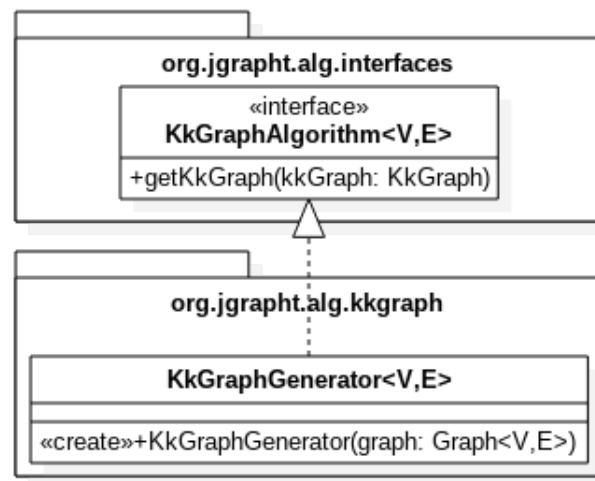 org.jgrapht.alg.interfaces
«interface»
KkGraphAlgorithm<V,E>
+getKkGraph(kkGraph: KkGraph)
org.jgrapht.alg.kkgraph
KkGraphGenerator<V,E>
«create»+KkGraphGenerator(graph: Graph<V,E>)